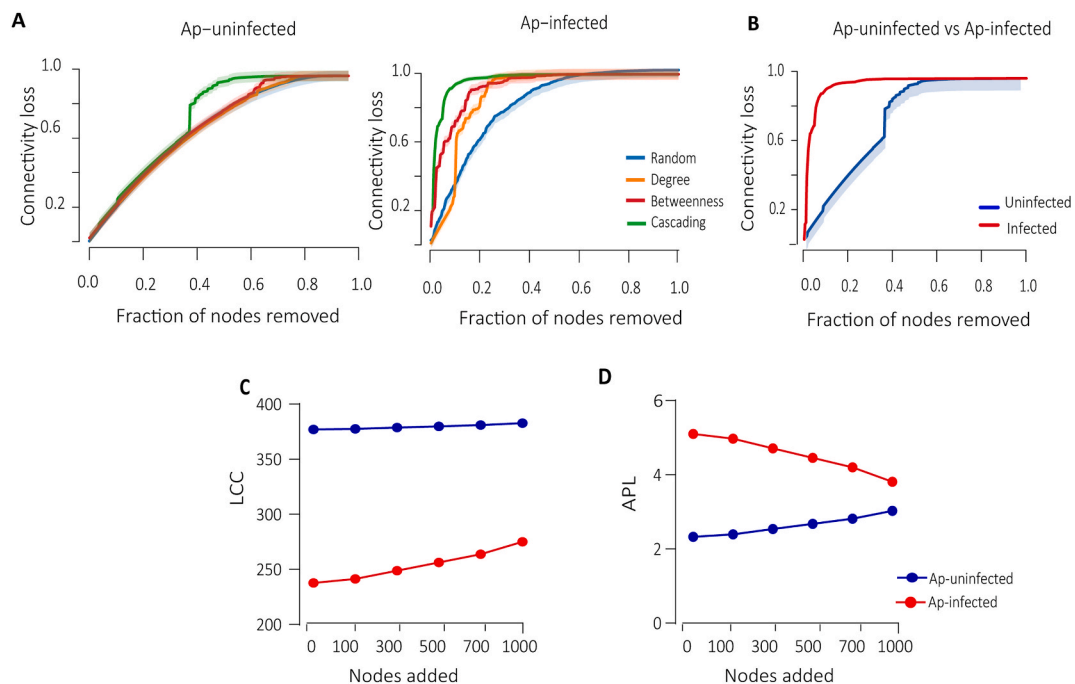 A
Ap−uninfected
Connectivity loss
1.0
0.6
0.2
0.0 0.2 0.4 0.6 0.8 1.0
Fraction of nodes removed
Ap−infected
Connectivity loss
1.0
0.6
0.2
0.0 0.2 0.4 0.6 0.8 1.0
Fraction of nodes removed
Random
Degree
Betweenness
Cascading
B
Ap-uninfected vs Ap-infected
Connectivity loss
1.0
0.6
0.2
0.0 0.2 0.4 0.6 0.8 1.0
Fraction of nodes removed
Uninfected
Infected
C
LCC
400
350
300
250
200
0 100 300 500 700 1000
Nodes added
D
APL
6
4
2
0
0 100 300 500 700 1000
Nodes added
Ap-uninfected
Ap-infected